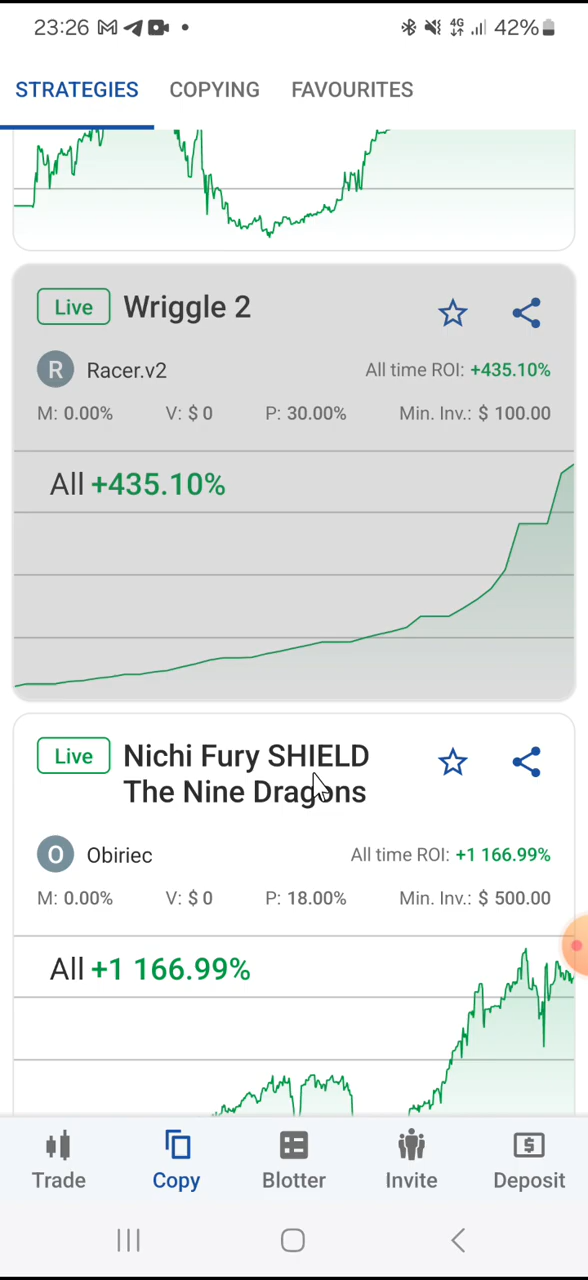 23:26 42%
4G
STRATEGIES COPYING FAVOURITES
Live Wriggle 2
R Racer.v2 All time ROI: +435.10%
M: 0.00% V: $ 0 P: 30.00% Min. Inv.: $ 100.00
All +435.10%
Live Nichi Fury SHIELD
The Nine Dragons
O Obiriec All time ROI: +1 166.99%
M: 0.00% V: $ 0 P: 18.00% Min. Inv.: $ 500.00
All +1 166.99%
Trade Copy Blotter Invite Deposit